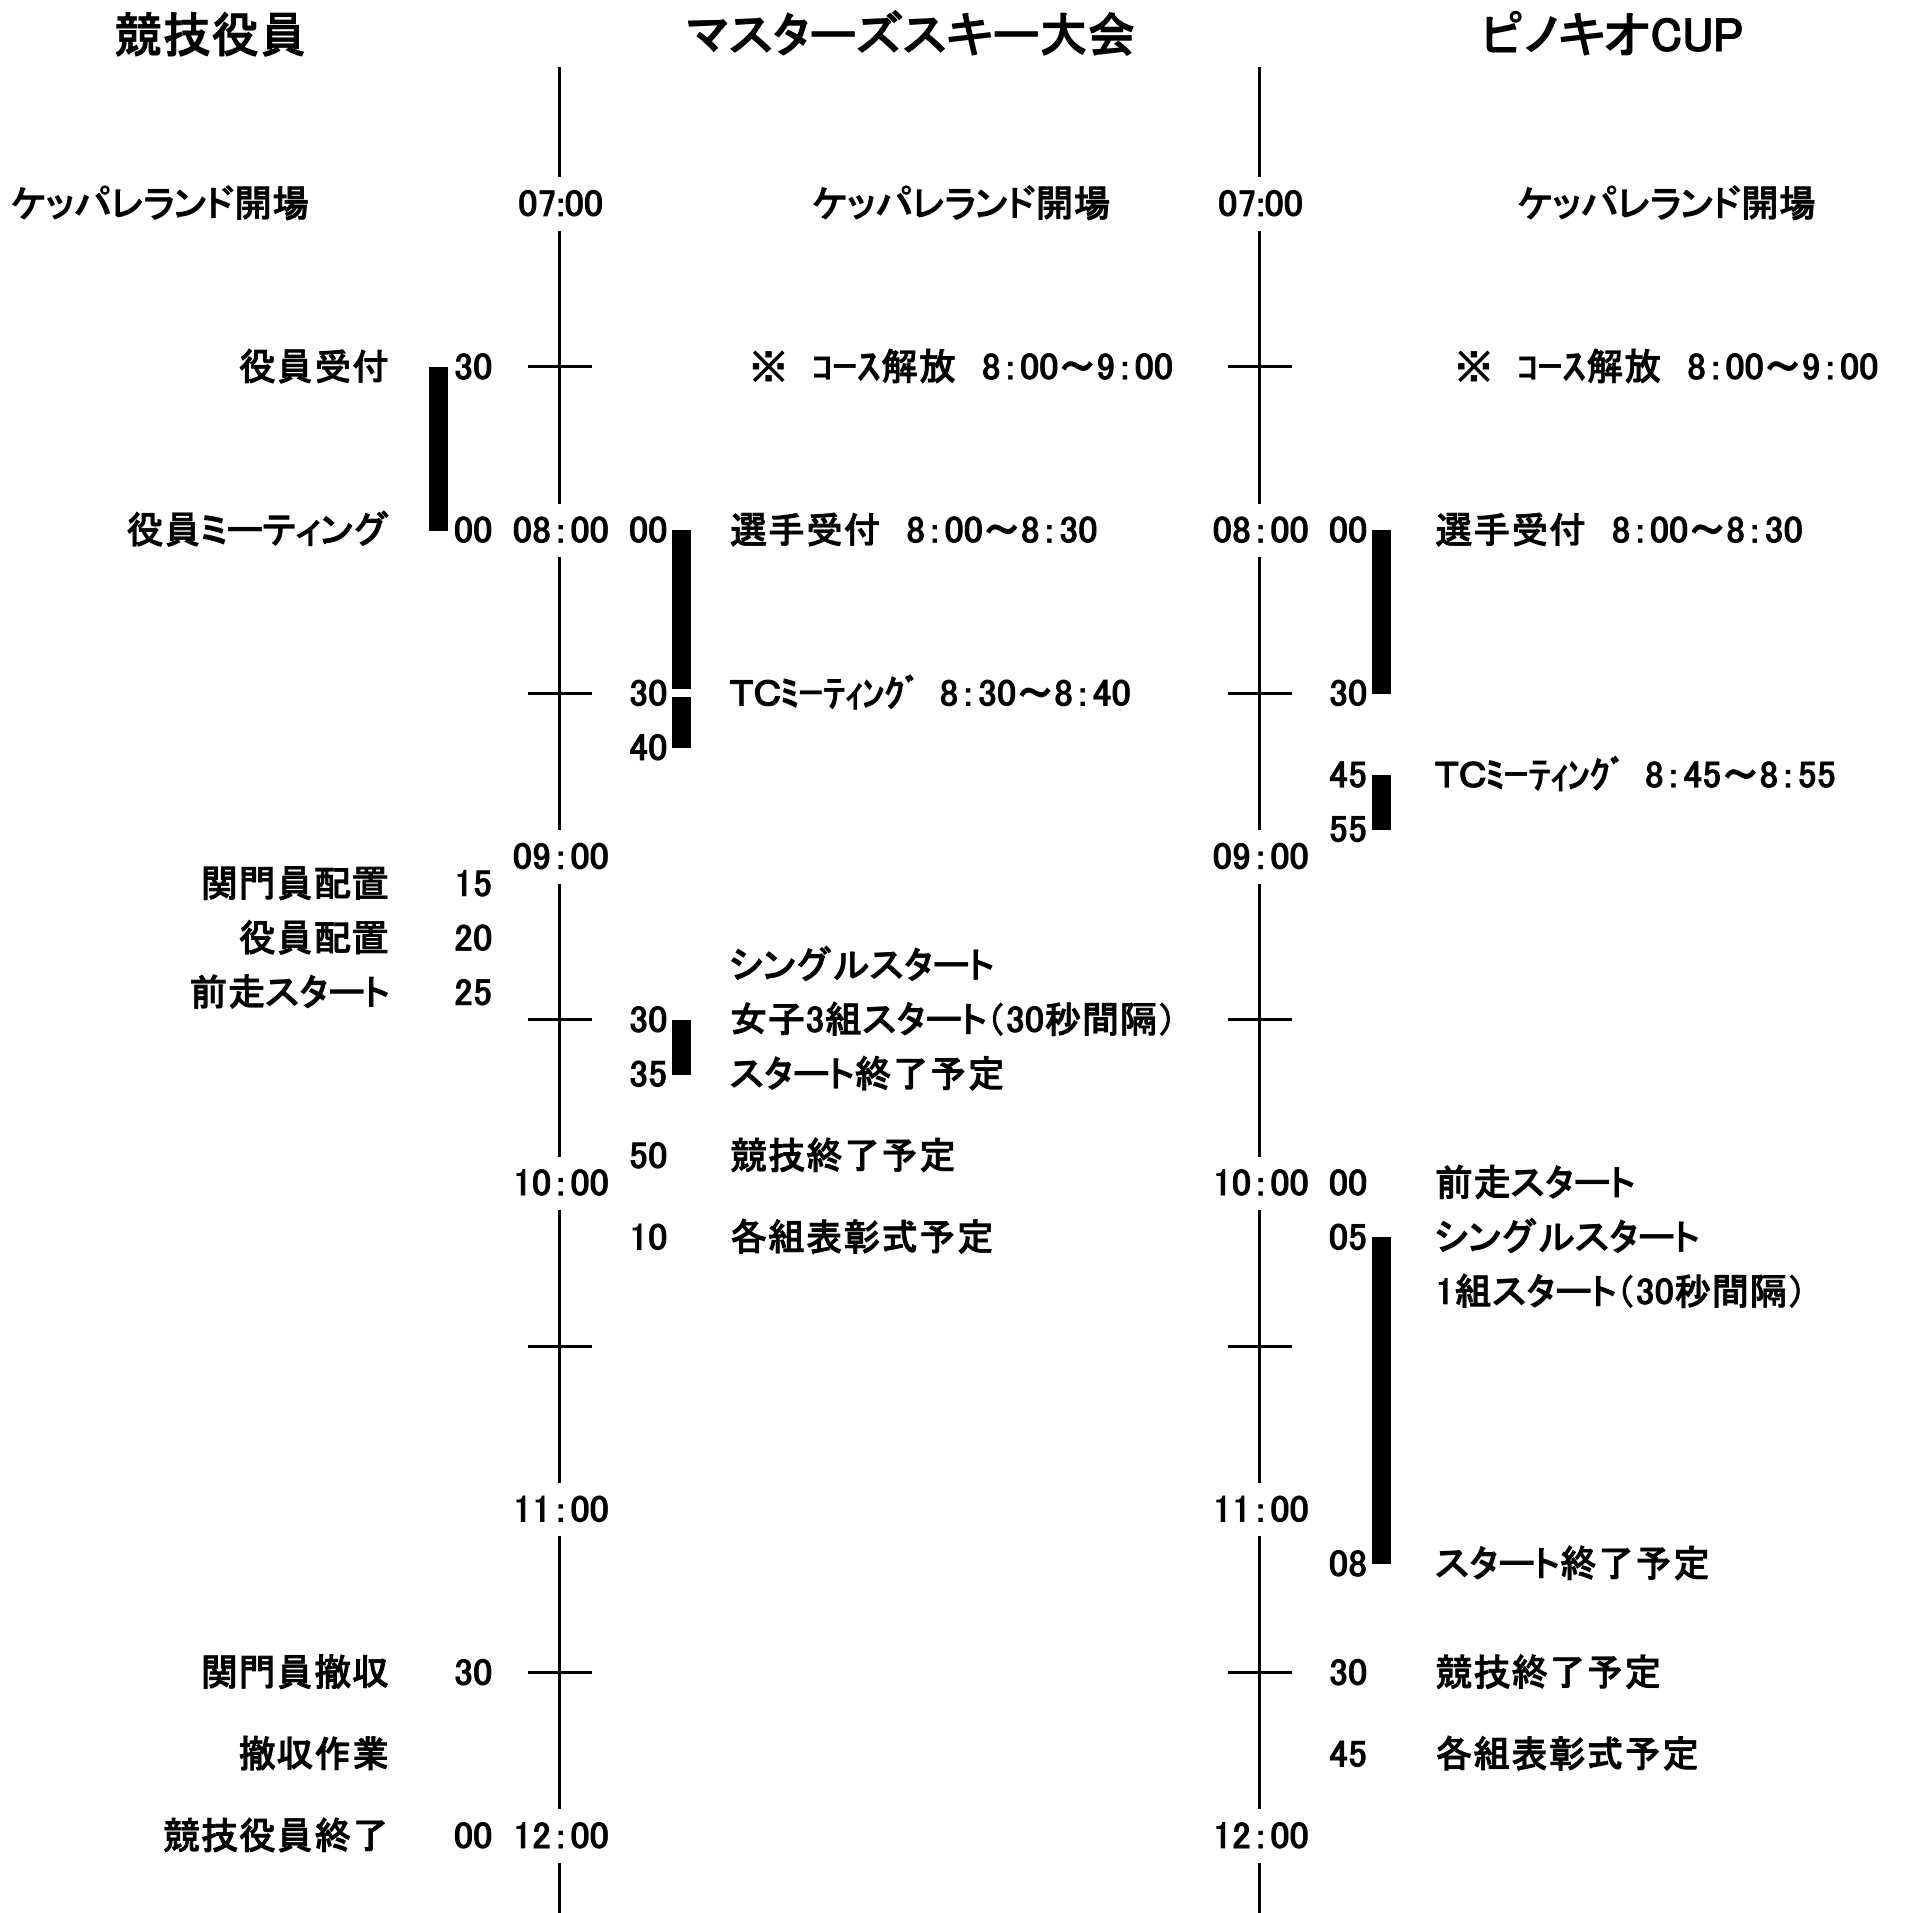 競技役員 マスターズスキー大会 ピノキオCUP
ケッパレランド開場 07:00 ケッパレランド開場 07:00 ケッパレランド開場
役員受付 30 ※ ｺｰｽ解放 8：00～9：00 ※ ｺｰｽ解放 8：00～9：00
役員ミーティング 00 08：00 00 選手受付 8：00～8：30 08：00 00 選手受付 8：00～8：30
30 TCﾐｰﾃｨﾝｸﾞ 8：30～8：40 30
40
45 TCﾐｰﾃｨﾝｸﾞ 8：45～8：55
55
09：00 09：00
関門員配置 15
役員配置 20
シングルスタート
前走スタート 25
30 女子3組スタート（30秒間隔）
35 スタート終了予定
50 競技終了予定
10：00 10：00 00 前走スタート
10 各組表彰式予定 05 シングルスタート
1組スタート（30秒間隔）
11：00 11：00
08 スタート終了予定
関門員撤収 30 30 競技終了予定
撤収作業 45 各組表彰式予定
競技役員終了 00 12：00 12：00